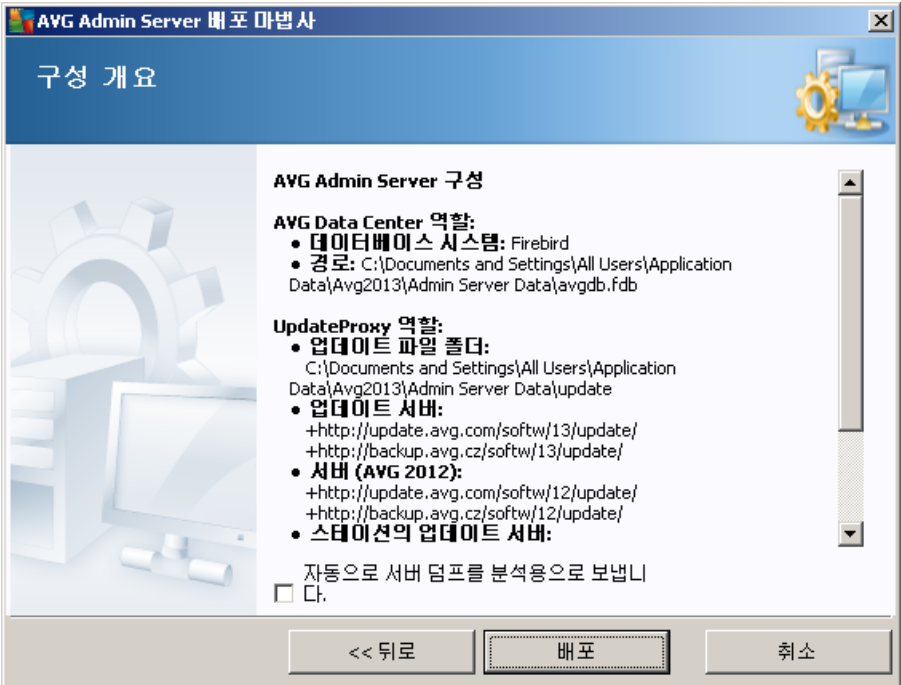 AVG Admin Server 배포 마법사
구성 개요
AVG Admin Server 구성
AVG Data Center 역할:
• 데이터베이스 시스템: Firebird
• 경로: C:\Documents and Settings\All Users\Application
Data\Avg2013\Admin Server Data\avgdb.fdb
UpdateProxy 역할:
• 업데이트 파일 폴더:
C:\Documents and Settings\All Users\Application
Data\Avg2013\Admin Server Data\update
• 업데이트 서버:
+http://update.avg.com/softw/13/update/
+http://backup.avg.cz/softw/13/update/
• 서버 (AVG 2012):
+http://update.avg.com/softw/12/update/
+http://backup.avg.cz/softw/12/update/
• 스테이션의 업데이트 서버:
자동으로 서버 덤프를 분석용으로 보냅니
다.
<< 뒤로
배포
취소